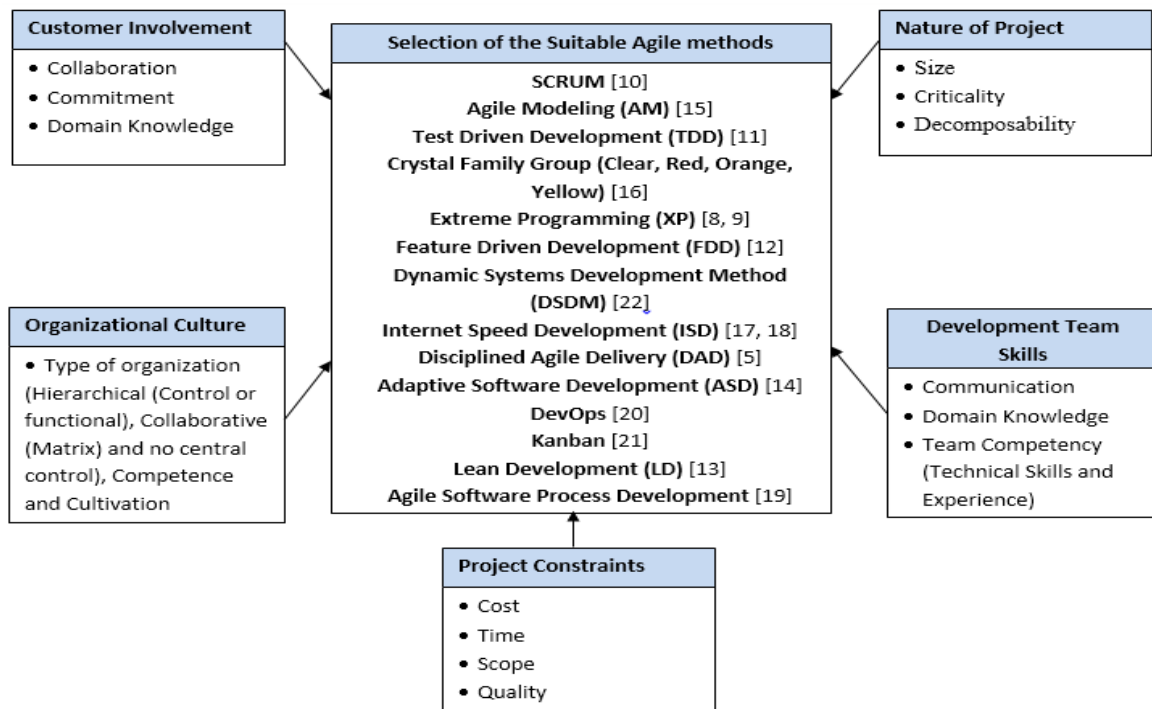 Customer Involvement
• Collaboration
• Commitment
• Domain Knowledge
Selection of the Suitable Agile methods
SCRUM [10]
Agile Modeling (AM) [15]
Test Driven Development (TDD) [11]
Crystal Family Group (Clear, Red, Orange,
Yellow) [16]
Extreme Programming (XP) [8, 9]
Feature Driven Development (FDD) [12]
Dynamic Systems Development Method
(DSDM) [22]
Internet Speed Development (ISD) [17, 18]
Disciplined Agile Delivery (DAD) [5]
Adaptive Software Development (ASD) [14]
DevOps [20]
Kanban [21]
Lean Development (LD) [13]
Agile Software Process Development [19]
Nature of Project
• Size
• Criticality
• Decomposability
Organizational Culture
• Type of organization
(Hierarchical (Control or
functional), Collaborative
(Matrix) and no central
control), Competence
and Cultivation
Development Team
Skills
• Communication
• Domain Knowledge
• Team Competency
(Technical Skills and
Experience)
Project Constraints
• Cost
• Time
• Scope
• Quality